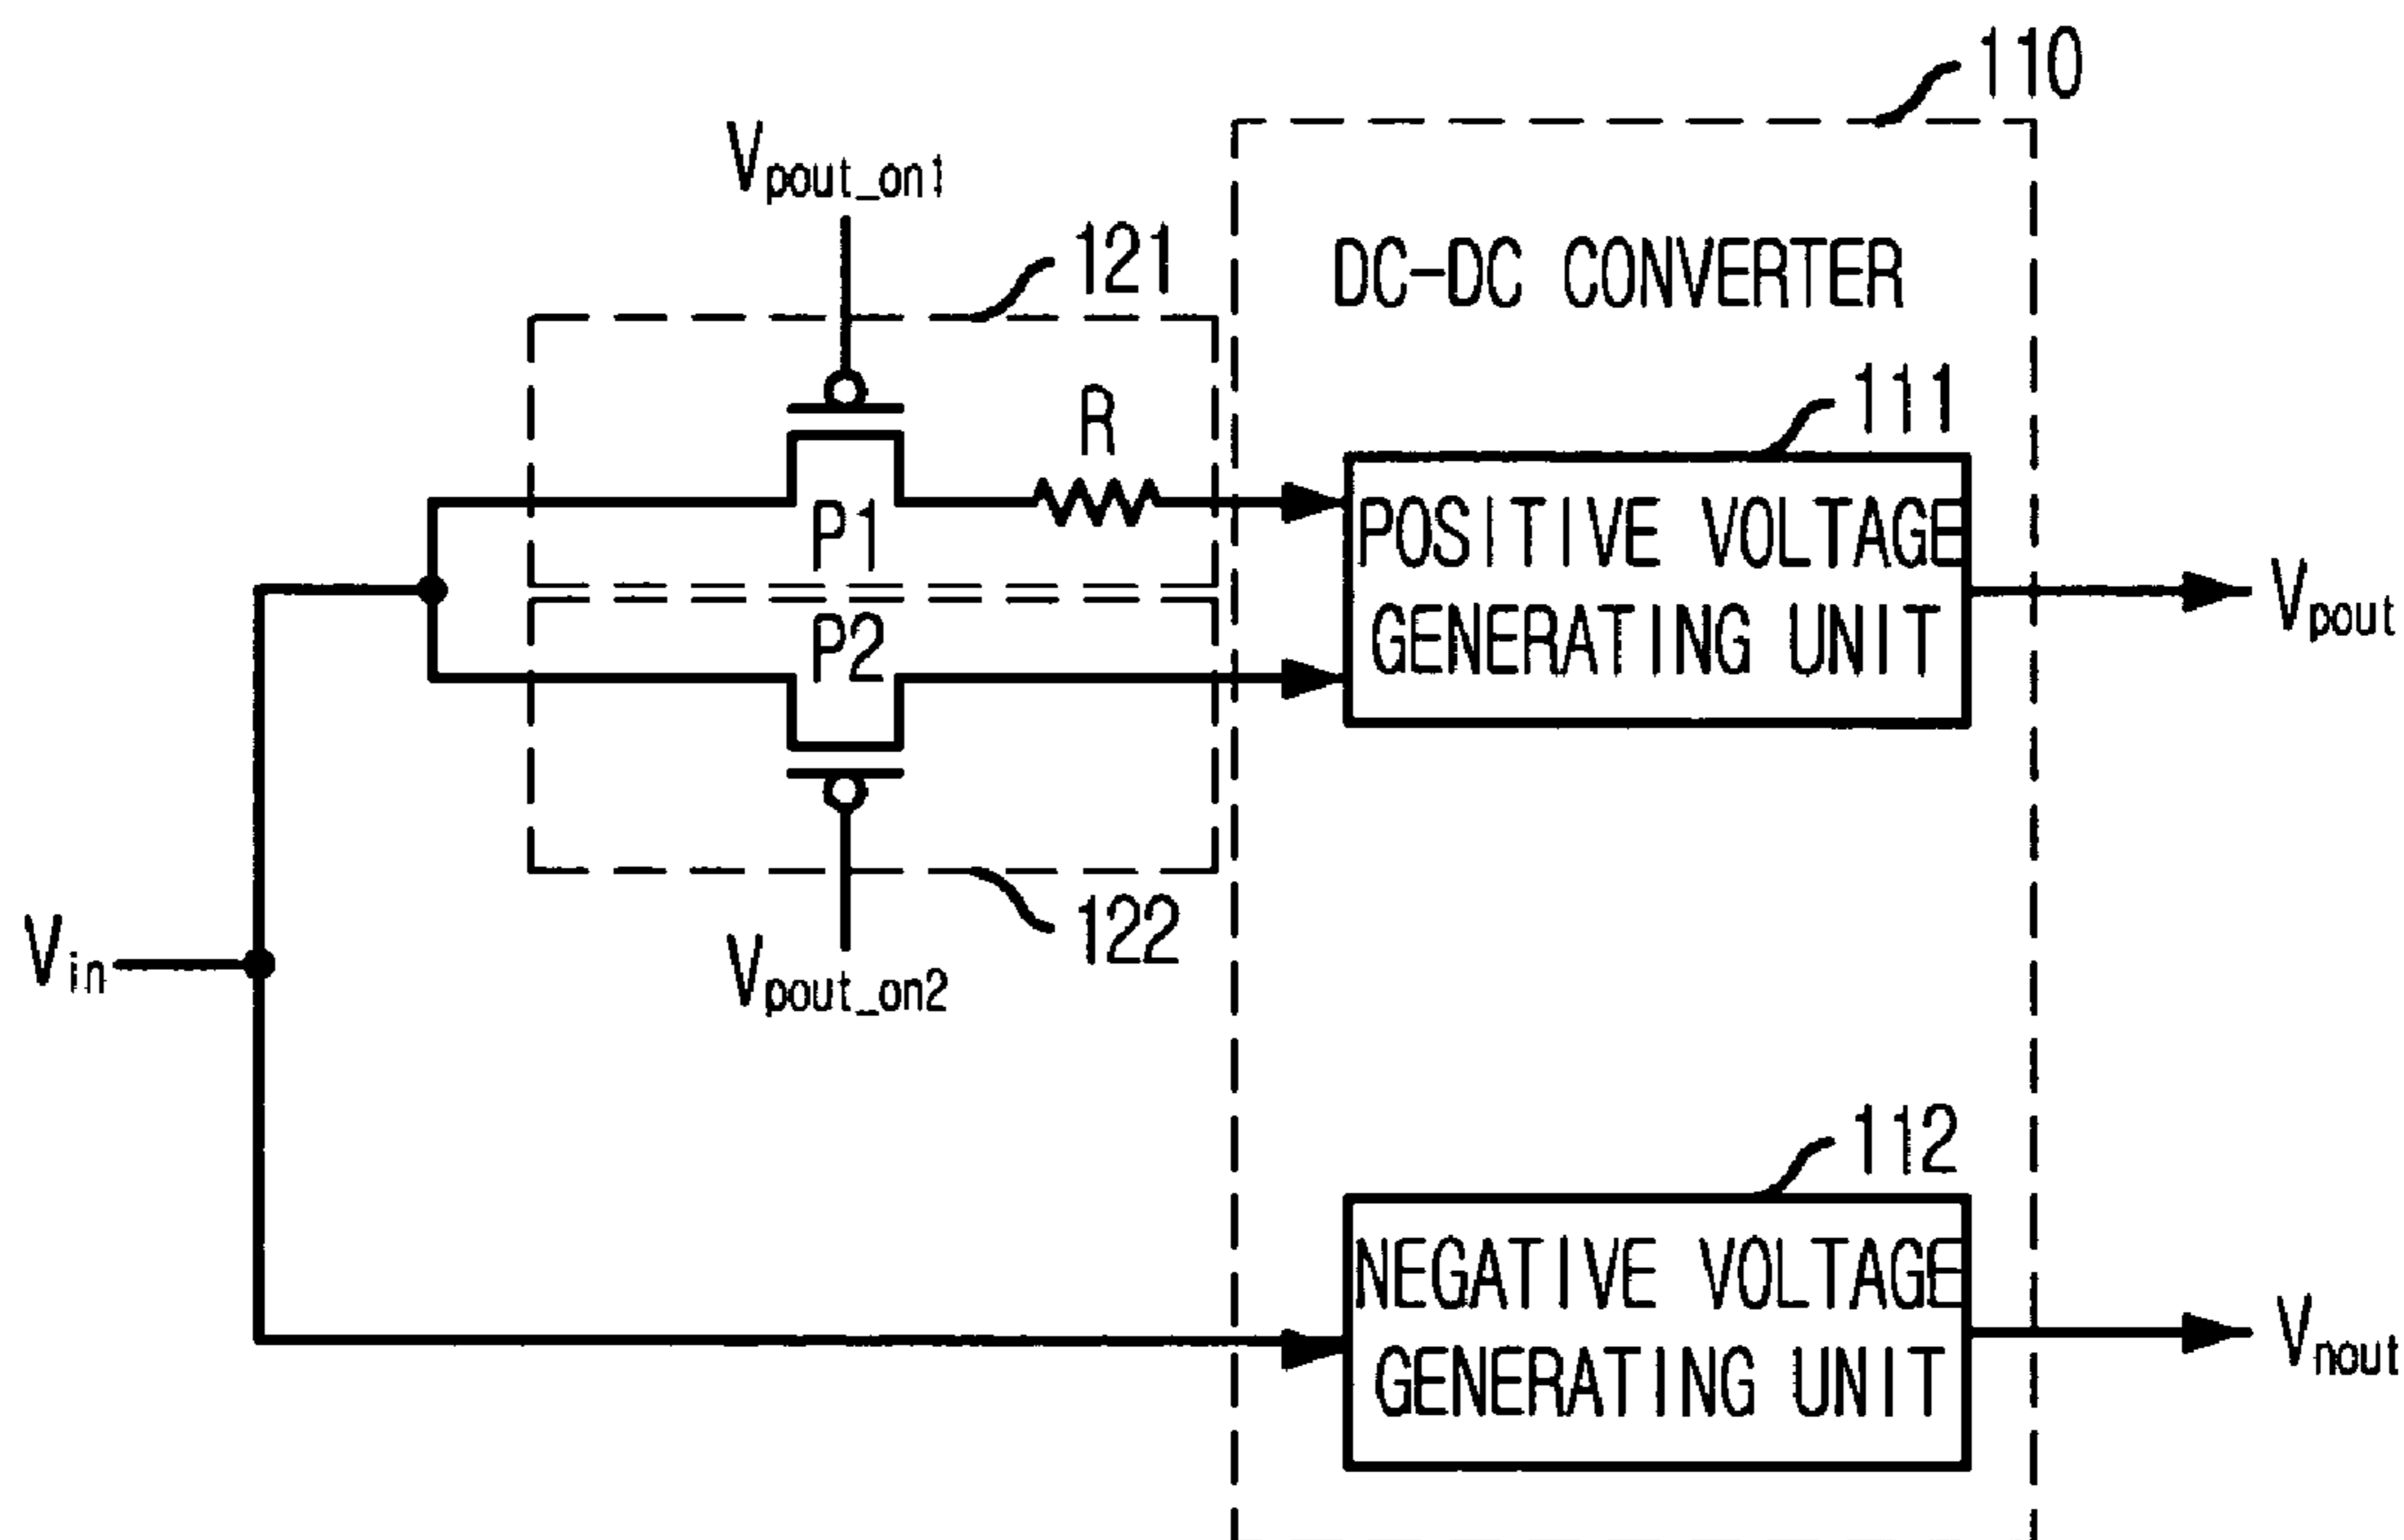 110
Vpout_on1
121
DC-DC CONVERTER
R
111
P1
POSITIVE VOLTAGE
GENERATING UNIT
Vpout
P2
122
Vin
Vpout_on2
112
NEGATIVE VOLTAGE
GENERATING UNIT
Vnout